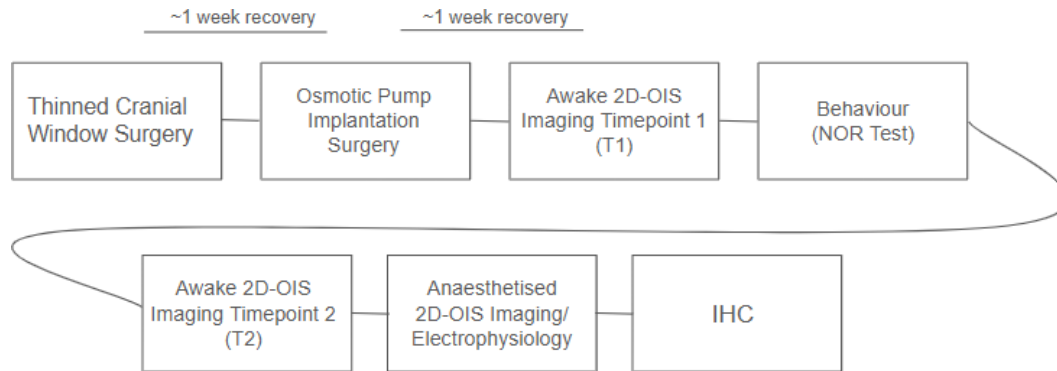 ~1 week recovery
~1 week recovery
Thinned Cranial
Window Surgery
Osmotic Pump
Implantation
Surgery
Awake 2D-OIS
Imaging Timepoint 1
(T1)
Behaviour
(NOR Test)
Awake 2D-OIS
Imaging Timepoint 2
(T2)
Anaesthetised
2D-OIS Imaging/
Electrophysiology
IHC